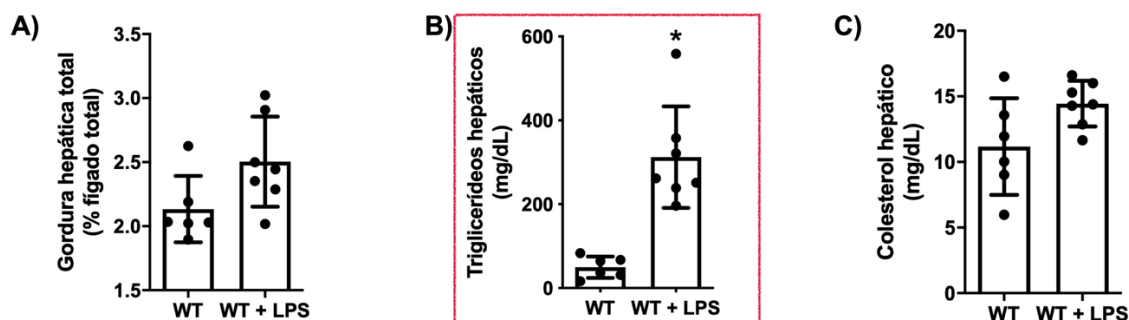 A)
Gordura hepática total
(% fígado total)
3.5
3.0
2.5
2.0
1.5
WT
WT + LPS
B)
Triglicerídeos hepáticos
(mg/dL)
600
400
200
0
*
WT
WT + LPS
C)
Colesterol hepático
(mg/dL)
20
15
10
5
0
WT
WT + LPS